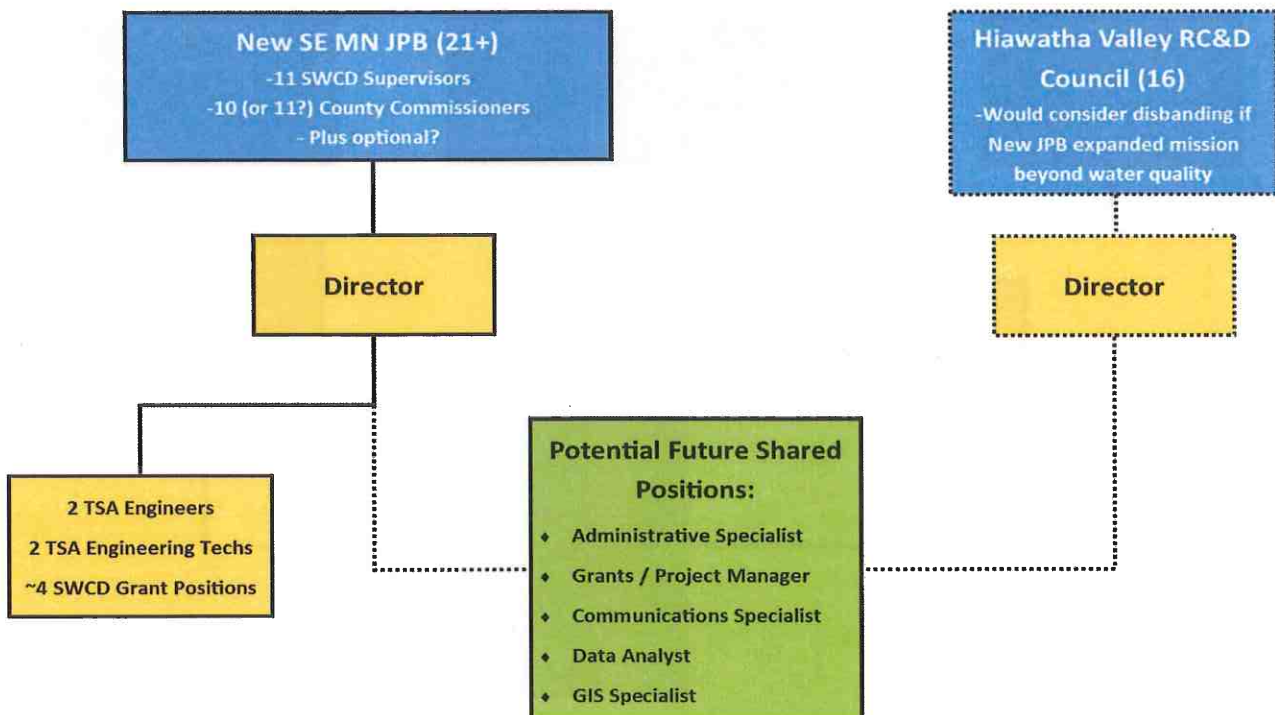 New SE MN JPB (21+)
-11 SWCD Supervisors
-10 (or 11?) County Commissioners
- Plus optional?
Hiawatha Valley RC&D
Council (16)
-Would consider disbanding if
New JPB expanded mission
beyond water quality
Director
Director
2 TSA Engineers
2 TSA Engineering Techs
~4 SWCD Grant Positions
Potential Future Shared
Positions:
♦ Administrative Specialist
♦ Grants / Project Manager
♦ Communications Specialist
♦ Data Analyst
♦ GIS Specialist